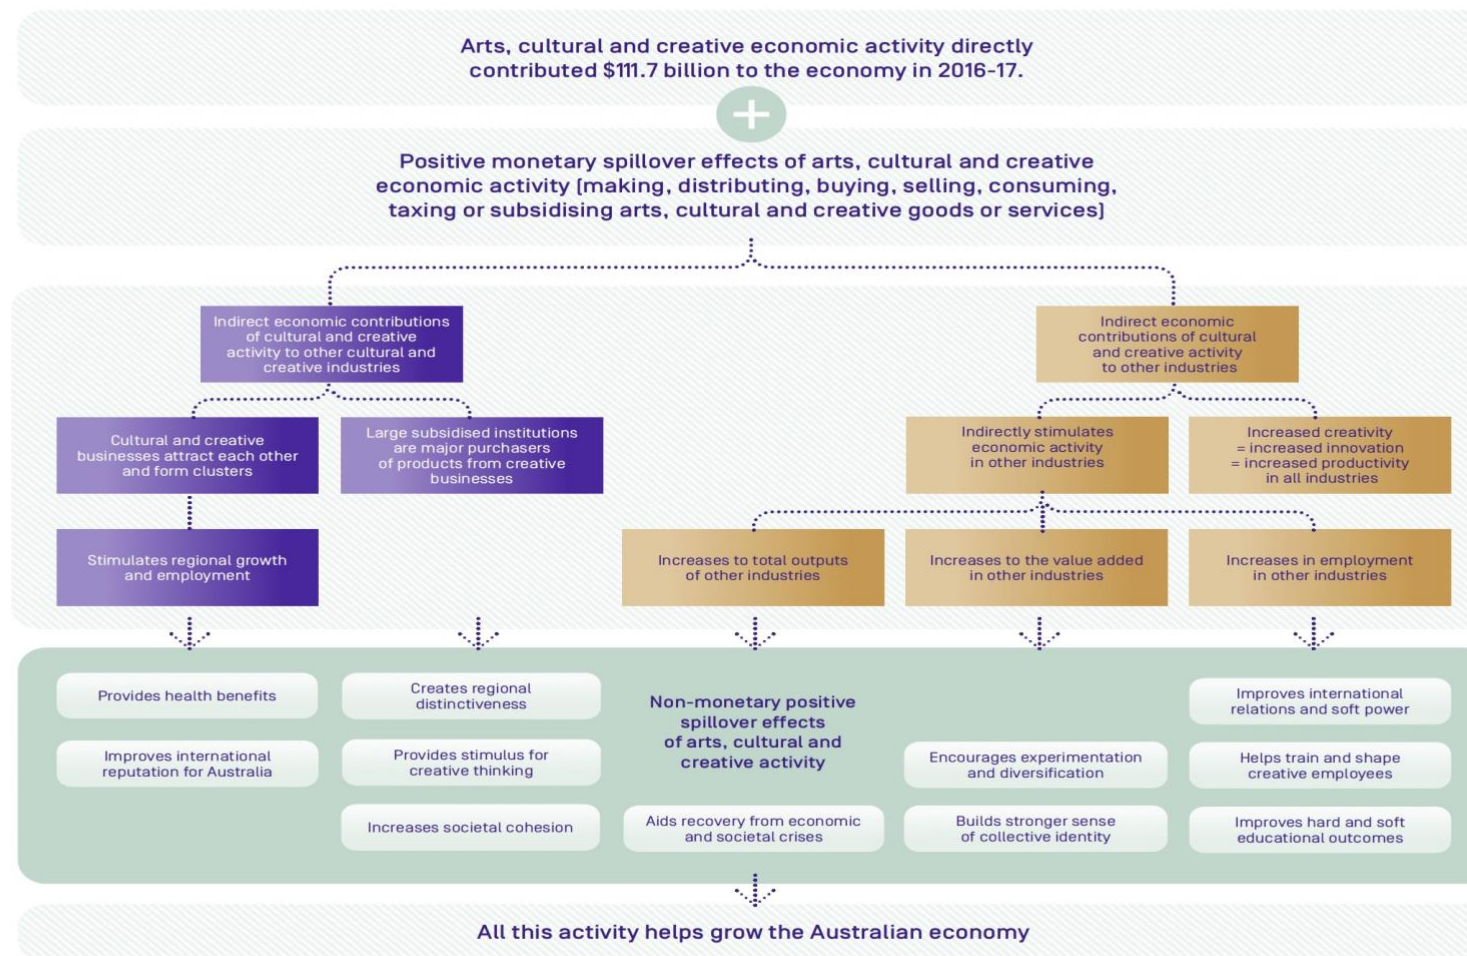 Arts, cultural and creative economic activity directly
contributed $111.7 billion to the economy in 2016-17.
+
Positive monetary spillover effects of arts, cultural and creative
economic activity (making, distributing, buying, selling, consuming,
taxing or subsidising arts, cultural and creative goods or services)
Indirect economic contributions
of cultural and creative
activity to other cultural and
creative industries
Indirect economic
contributions of cultural
and creative activity
to other industries
Cultural and creative
businesses attract each other
and form clusters
Large subsidised institutions
are major purchasers
of products from creative
businesses
Indirectly stimulates
economic activity
in other industries
Increased creativity
= increased innovation
= increased productivity
in all industries
Stimulates regional growth
and employment
Increases to total outputs
of other industries
Increases to the value added
in other industries
Increases in employment
in other industries
Provides health benefits
Improves international
reputation for Australia
Creates regional
distinctiveness
Provides stimulus for
creative thinking
Increases societal cohesion
Non-monetary positive
spillover effects
of arts, cultural and
creative activity
Aids recovery from economic
and societal crises
Encourages experimentation
and diversification
Builds stronger sense
of collective identity
Improves international
relations and soft power
Helps train and shape
creative employees
Improves hard and soft
educational outcomes
All this activity helps grow the Australian economy